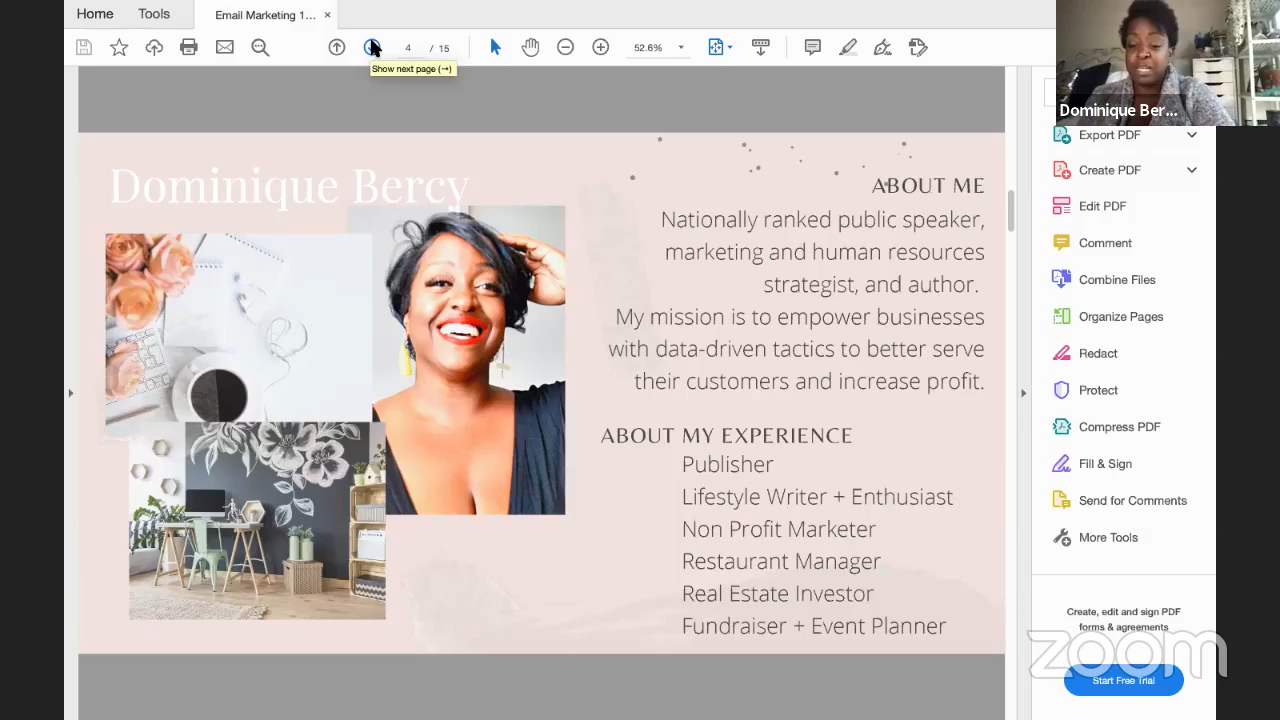 Home
Tools
Email Marketing 1...
4 / 15
52.6%
Show next page (→)
Dominique Ber...
Export PDF
Create PDF
Edit PDF
Comment
Combine Files
Organize Pages
Redact
Protect
Compress PDF
Fill & Sign
Send for Comments
More Tools
Create, edit and sign PDF
forms & agreements
Start Free Trial
zoom
Dominique Bercy
ABOUT ME
Nationally ranked public speaker,
marketing and human resources
strategist, and author.
My mission is to empower businesses
with data-driven tactics to better serve
their customers and increase profit.
ABOUT MY EXPERIENCE
Publisher
Lifestyle Writer + Enthusiast
Non Profit Marketer
Restaurant Manager
Real Estate Investor
Fundraiser + Event Planner